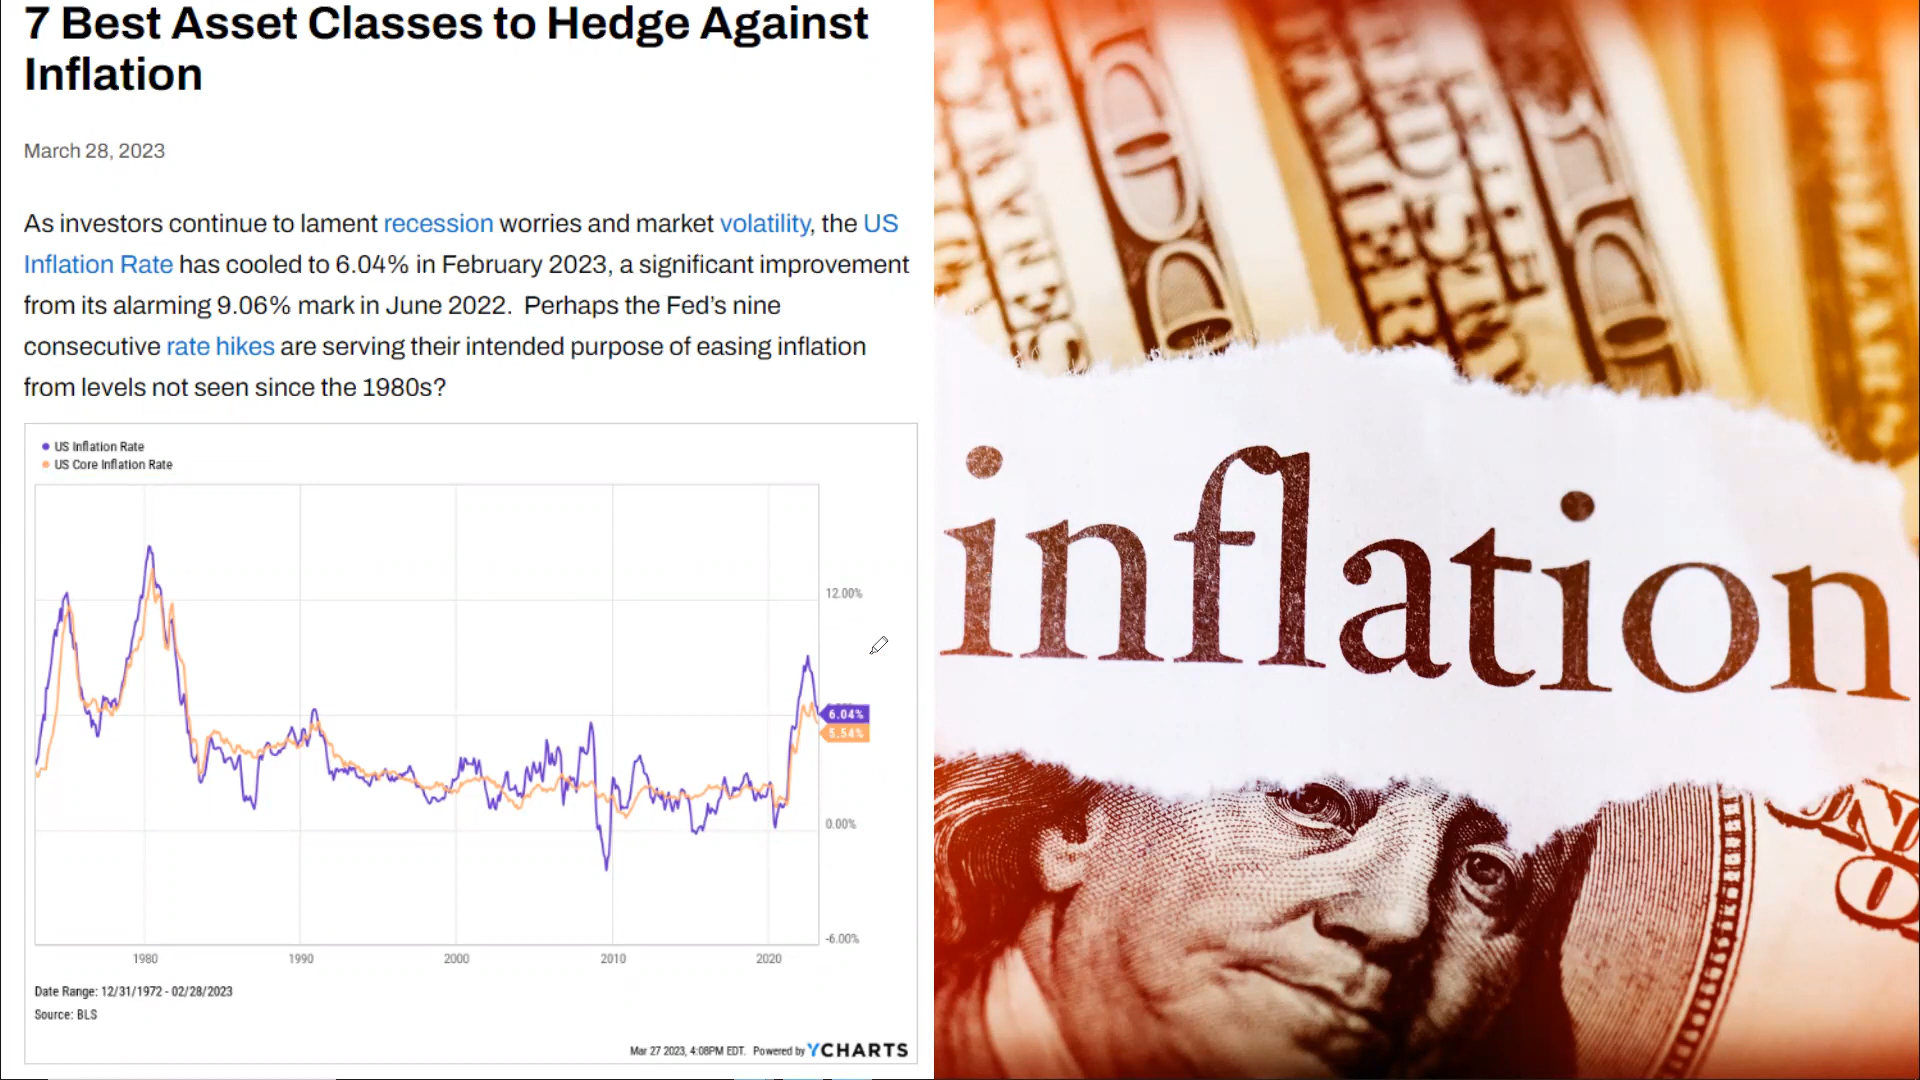 7 Best Asset Classes to Hedge Against
Inflation
March 28, 2023
As investors continue to lament recession worries and market volatility, the US
Inflation Rate has cooled to 6.04% in February 2023, a significant improvement
from its alarming 9.06% mark in June 2022.  Perhaps the Fed’s nine
consecutive rate hikes are serving their intended purpose of easing inflation
from levels not seen since the 1980s?
US Inflation Rate
US Core Inflation Rate
12.00%
6.04%
5.54%
0.00%
-6.00%
1980 1990 2000 2010 2020
Date Range: 12/31/1972 - 02/28/2023
Source: BLS
Mar 27 2023, 4:08PM EDT. Powered by YCHARTS
inflation